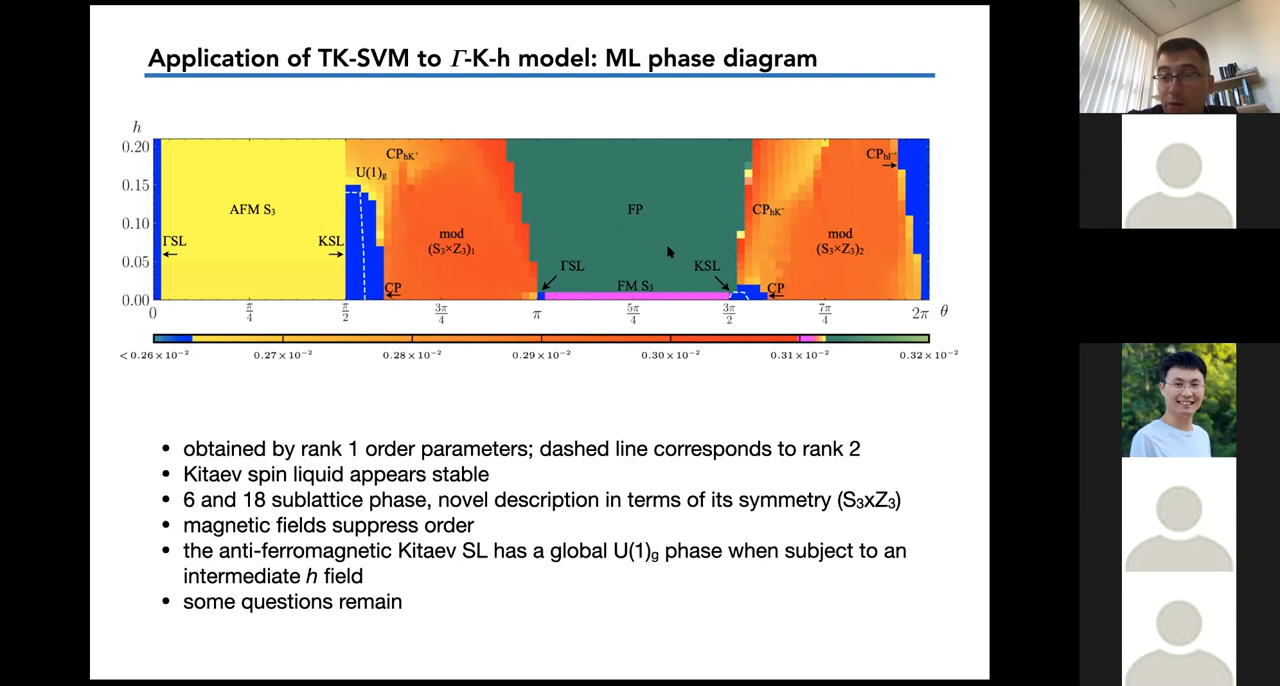 Application of TK-SVM to Γ-K-h model: ML phase diagram
h
0.20
0.15
0.10
0.05
0.00
CP_hK⁺
U(1)_g
CP_hΓ⁺
AFM S₃
FP
CP_hK⁻
mod
(S₃×Z₃)₁
mod
(S₃×Z₃)₂
ΓSL
KSL
ΓSL
KSL
CP
FM S₃
CP
0 π/4 π/2 3π/4 π 5π/4 3π/2 7π/4 2π θ
< 0.26 × 10⁻² 0.27 × 10⁻² 0.28 × 10⁻² 0.29 × 10⁻² 0.30 × 10⁻² 0.31 × 10⁻² 0.32 × 10⁻²
• obtained by rank 1 order parameters; dashed line corresponds to rank 2
• Kitaev spin liquid appears stable
• 6 and 18 sublattice phase, novel description in terms of its symmetry (S₃xZ₃)
• magnetic fields suppress order
• the anti-ferromagnetic Kitaev SL has a global U(1)_g phase when subject to an
intermediate h field
• some questions remain